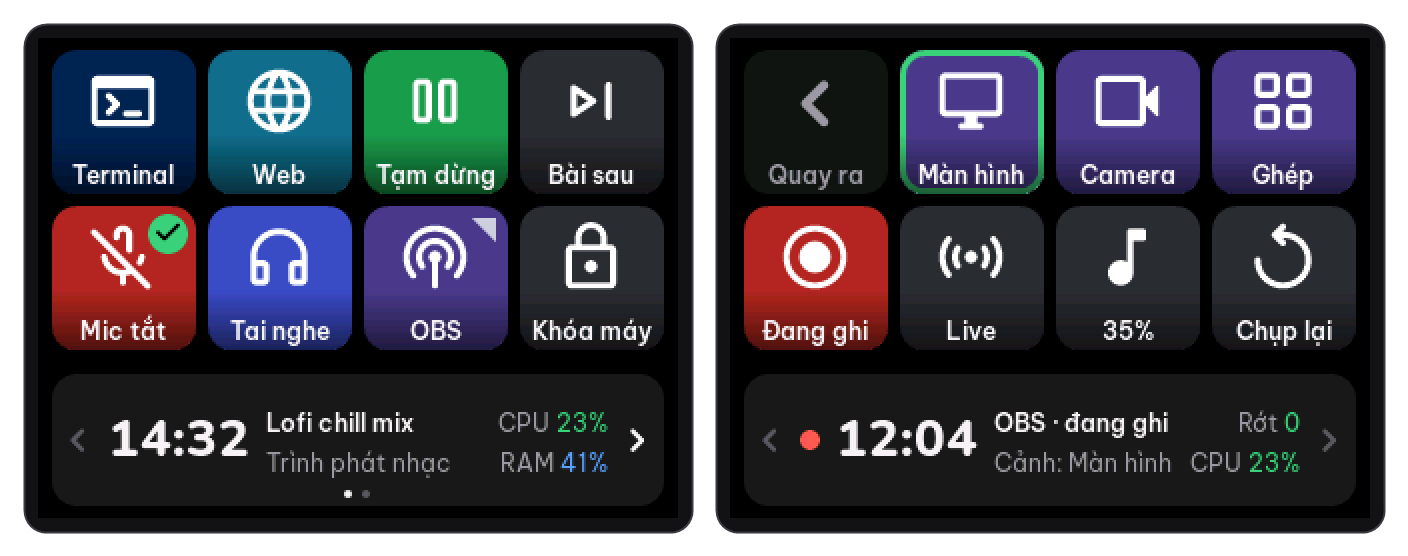 Terminal
Web
Tạm dừng
Bài sau
Mic tắt
Tai nghe
OBS
Khóa máy
14:32
Lofi chill mix
CPU 23%
Trình phát nhạc
RAM 41%
Quay ra
Màn hình
Camera
Ghép
Đang ghi
Live
35%
Chụp lại
12:04
OBS · đang ghi
Rớt 0
Cảnh: Màn hình
CPU 23%